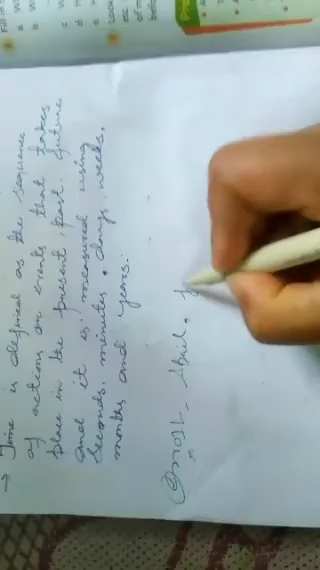 → Time is defined as the sequence
of actions or events that takes
place in the present, past, future
and it is measured using
seconds, minutes, days, weeks,
months and years.
April,